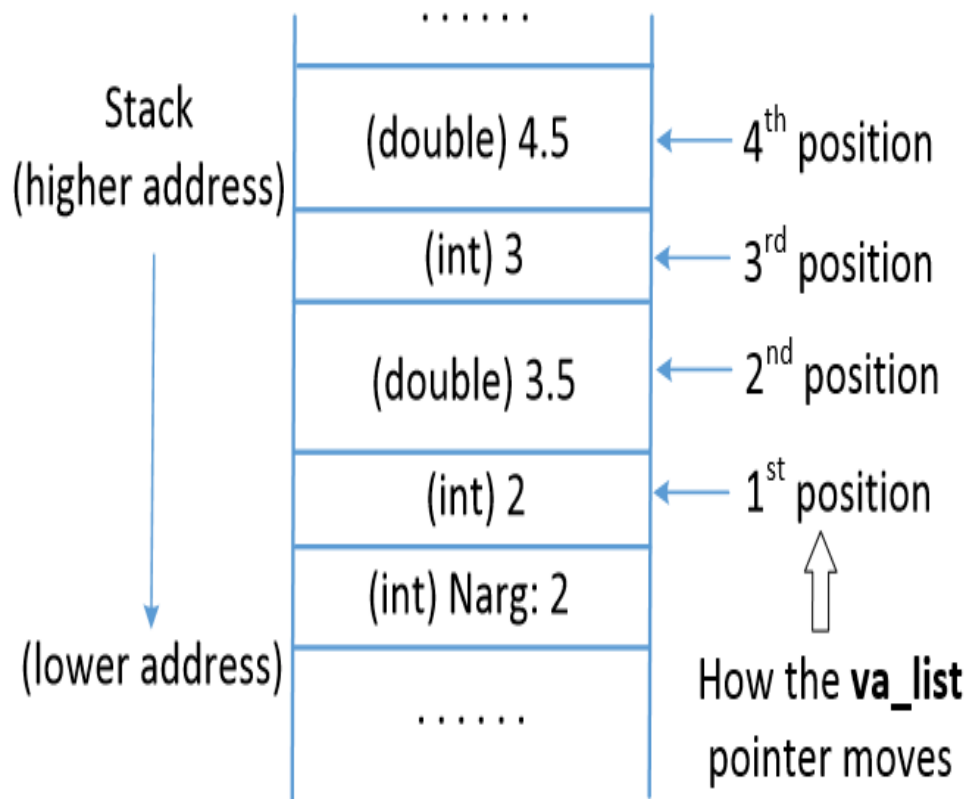 ......
Stack
(higher address)
(double) 4.5
4th position
(int) 3
3rd position
(double) 3.5
2nd position
(int) 2
1st position
(int) Narg: 2
(lower address)
How the va_list
pointer moves
......